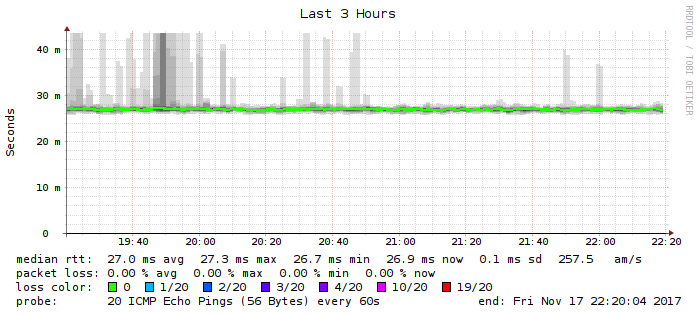 Last 3 Hours
RRDTOOL / TOBI OETIKER
Seconds
40 m
30 m
20 m
10 m
0
19:40 20:00 20:20 20:40 21:00 21:20 21:40 22:00 22:20
median rtt: 27.0 ms avg 27.3 ms max 26.7 ms min 26.9 ms now 0.1 ms sd 257.5 am/s
packet loss: 0.00 % avg 0.00 % max 0.00 % min 0.00 % now
loss color: 0 1/20 2/20 3/20 4/20 10/20 19/20
probe: 20 ICMP Echo Pings (56 Bytes) every 60s end: Fri Nov 17 22:20:04 2017